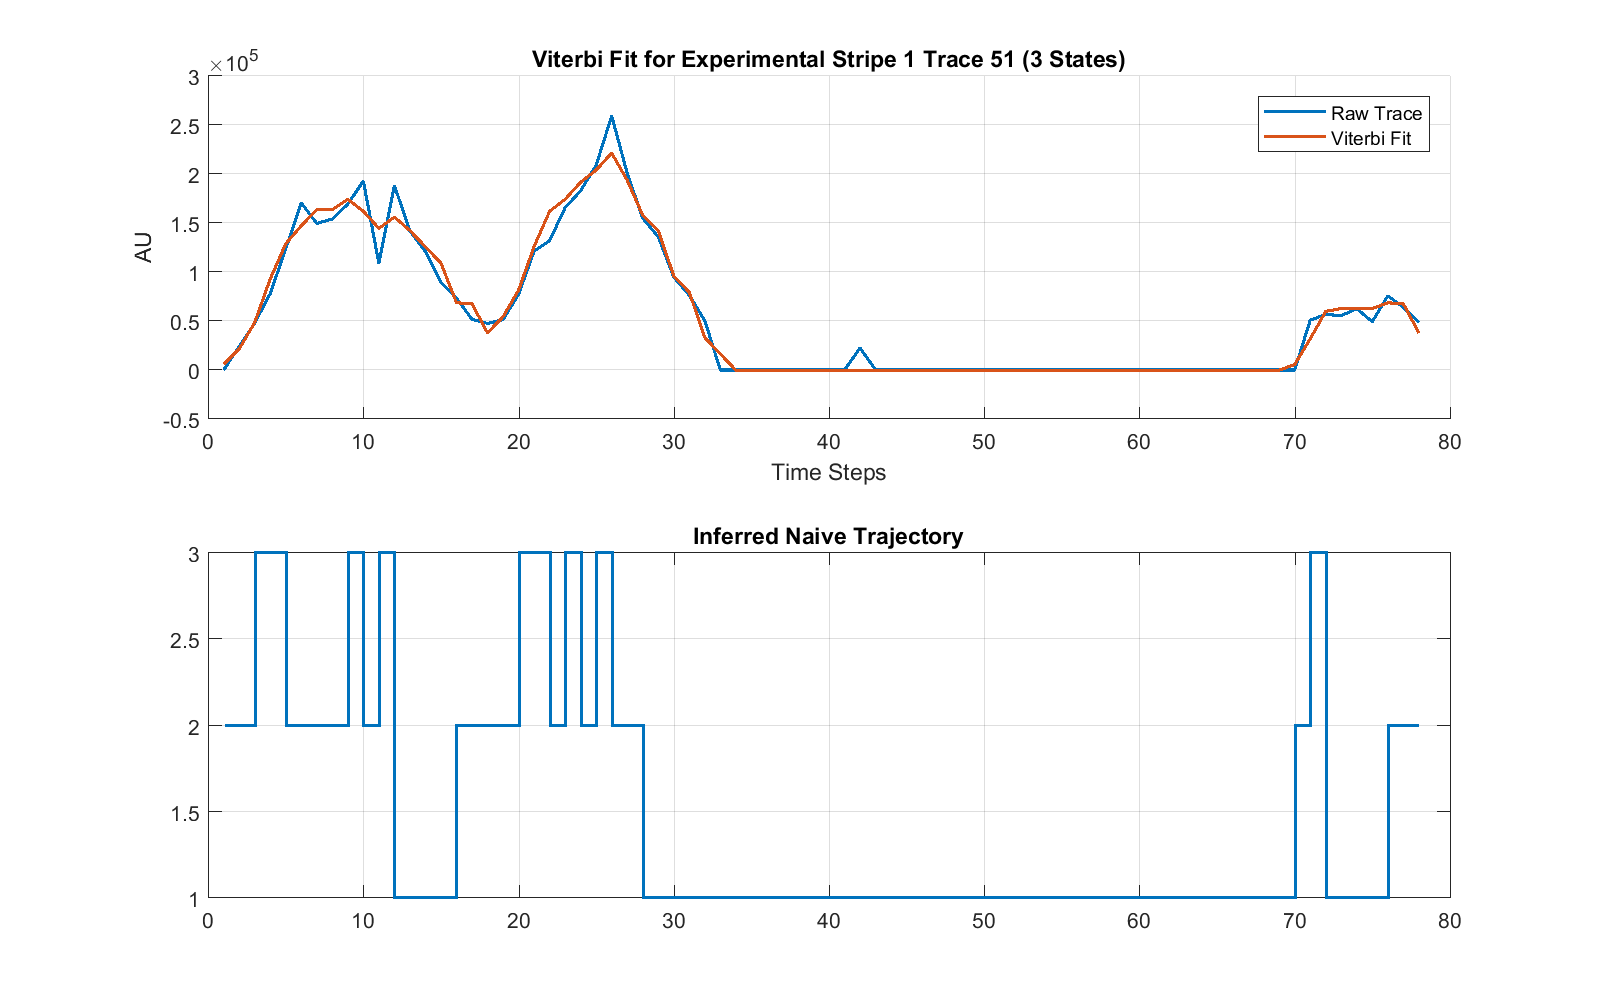 Viterbi Fit for Experimental Stripe 1 Trace 51 (3 States)
×10^5
3
2.5
2
1.5
1
0.5
0
-0.5
AU
Raw Trace
Viterbi Fit
0 10 20 30 40 50 60 70 80
Time Steps
Inferred Naive Trajectory
3
2.5
2
1.5
1
0 10 20 30 40 50 60 70 80